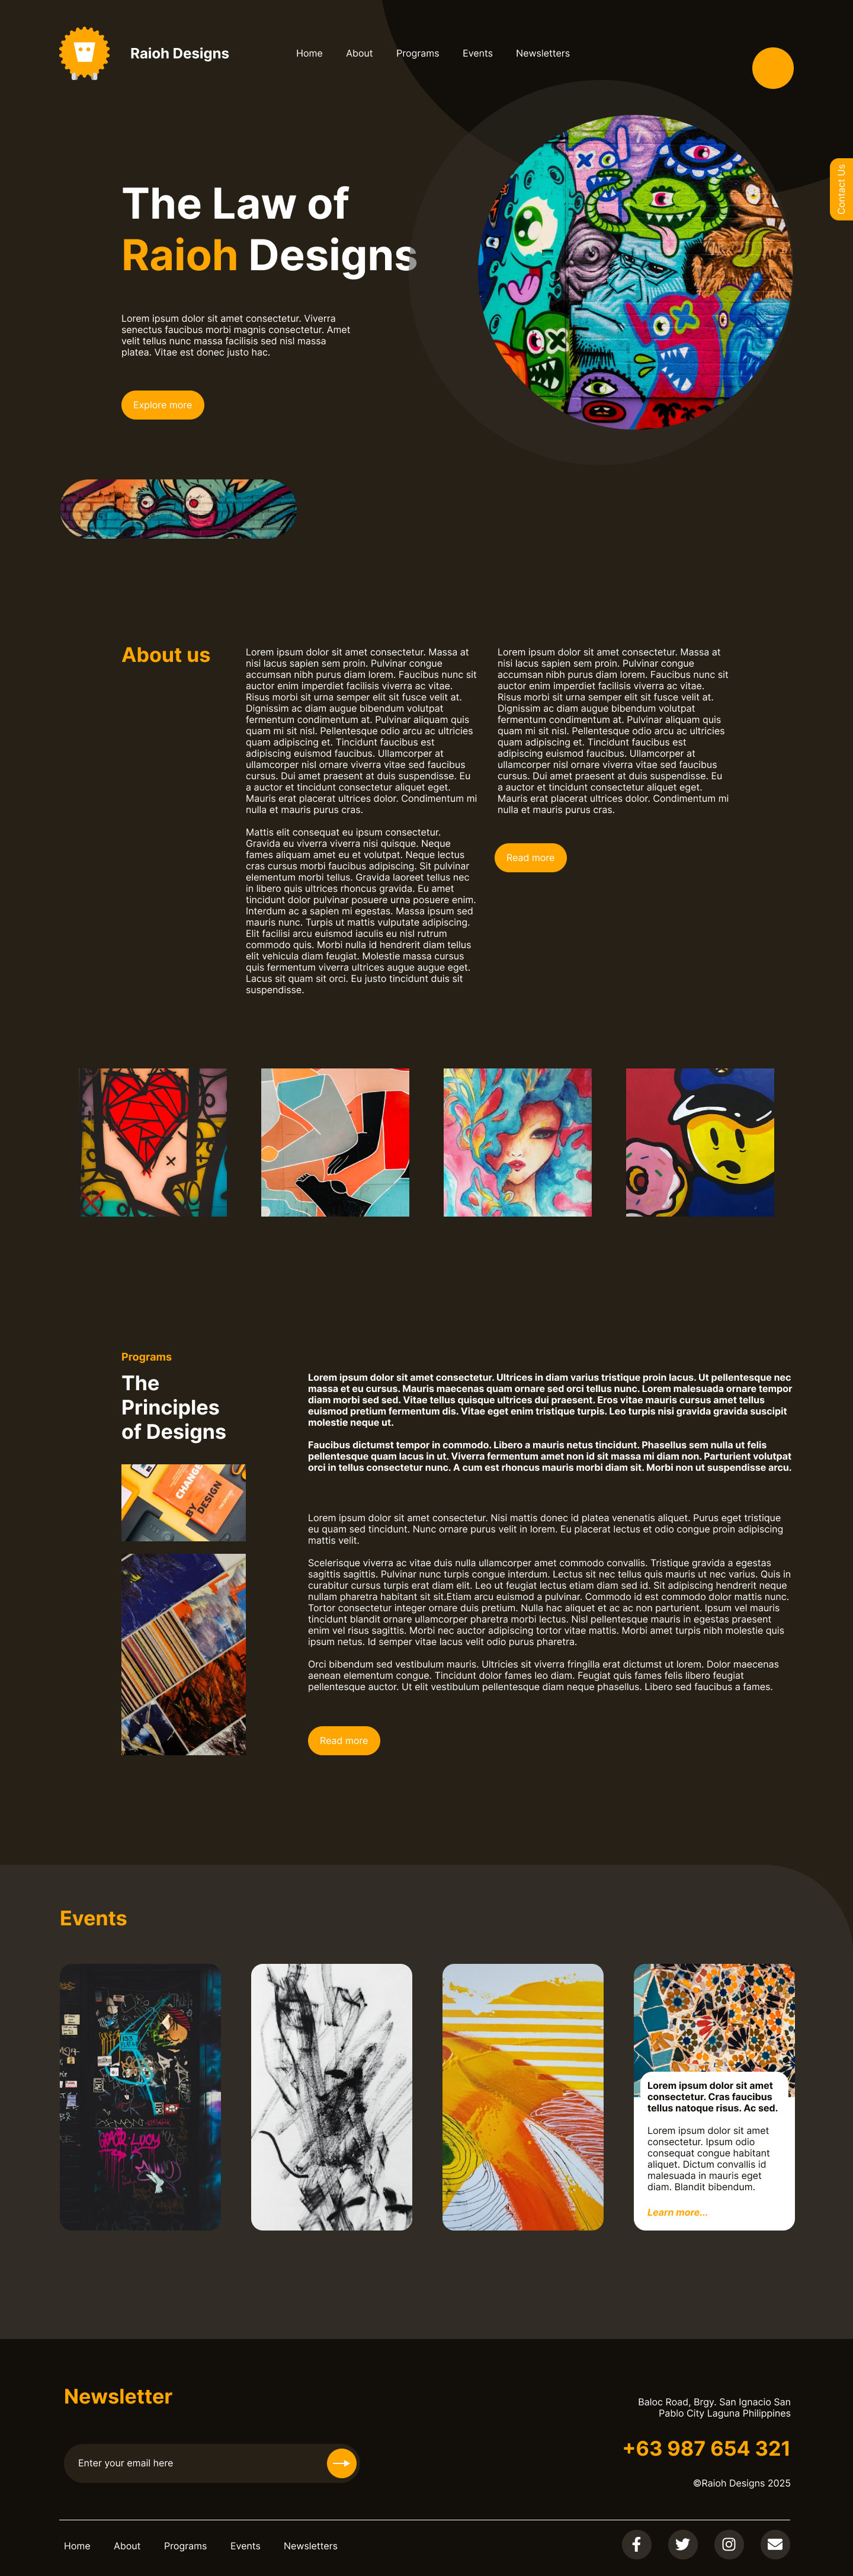 Raioh Designs
Home
About
Programs
Events
Newsletters
Contact Us
The Law of
Raioh Designs
Lorem ipsum dolor sit amet consectetur. Viverra
senectus faucibus morbi magnis consectetur. Amet
velit tellus nunc massa facilisis sed nisl massa
platea. Vitae est donec justo hac.
Explore more
About us
Lorem ipsum dolor sit amet consectetur. Massa at
nisi lacus sapien sem proin. Pulvinar congue
accumsan nibh purus diam lorem. Faucibus nunc sit
auctor enim imperdiet facilisis viverra ac vitae.
Risus morbi sit urna semper elit sit fusce velit at.
Dignissim ac diam augue bibendum volutpat
fermentum condimentum at. Pulvinar aliquam quis
quam mi sit nisl. Pellentesque odio arcu ac ultricies
quam adipiscing et. Tincidunt faucibus est
adipiscing euismod faucibus. Ullamcorper at
ullamcorper nisl ornare viverra vitae sed faucibus
cursus. Dui amet praesent at duis suspendisse. Eu
a auctor et tincidunt consectetur aliquet eget.
Mauris erat placerat ultrices dolor. Condimentum mi
nulla et mauris purus cras.
Mattis elit consequat eu ipsum consectetur.
Gravida eu viverra viverra nisi quisque. Neque
fames aliquam amet eu et volutpat. Neque lectus
cras cursus morbi faucibus adipiscing. Sit pulvinar
elementum morbi tellus. Gravida laoreet tellus nec
in libero quis ultrices rhoncus gravida. Eu amet
tincidunt dolor pulvinar posuere urna posuere enim.
Interdum ac a sapien mi egestas. Massa ipsum sed
mauris nunc. Turpis ut mattis vulputate adipiscing.
Elit facilisi arcu euismod iaculis eu nisl rutrum
commodo quis. Morbi nulla id hendrerit diam tellus
elit vehicula diam feugiat. Molestie massa cursus
quis fermentum viverra ultrices augue augue eget.
Lacus sit quam sit orci. Eu justo tincidunt duis sit
suspendisse.
Lorem ipsum dolor sit amet consectetur. Massa at
nisi lacus sapien sem proin. Pulvinar congue
accumsan nibh purus diam lorem. Faucibus nunc sit
auctor enim imperdiet facilisis viverra ac vitae.
Risus morbi sit urna semper elit sit fusce velit at.
Dignissim ac diam augue bibendum volutpat
fermentum condimentum at. Pulvinar aliquam quis
quam mi sit nisl. Pellentesque odio arcu ac ultricies
quam adipiscing et. Tincidunt faucibus est
adipiscing euismod faucibus. Ullamcorper at
ullamcorper nisl ornare viverra vitae sed faucibus
cursus. Dui amet praesent at duis suspendisse. Eu
a auctor et tincidunt consectetur aliquet eget.
Mauris erat placerat ultrices dolor. Condimentum mi
nulla et mauris purus cras.
Read more
Programs
The
Principles
of Designs
CHANGE
BY
DESIGN
Lorem ipsum dolor sit amet consectetur. Ultrices in diam varius tristique proin lacus. Ut pellentesque nec
massa et eu cursus. Mauris maecenas quam ornare sed orci tellus nunc. Lorem malesuada ornare tempor
diam morbi sed sed. Vitae tellus quisque ultrices dui praesent. Eros vitae mauris cursus amet tellus
euismod pretium fermentum dis. Vitae eget enim tristique turpis. Leo turpis nisi gravida gravida suscipit
molestie neque ut.
Faucibus dictumst tempor in commodo. Libero a mauris netus tincidunt. Phasellus sem nulla ut felis
pellentesque quam lacus in ut. Viverra fermentum amet non id sit massa mi diam non. Parturient volutpat
orci in tellus consectetur nunc. A cum est rhoncus mauris morbi diam sit. Morbi non ut suspendisse arcu.
Lorem ipsum dolor sit amet consectetur. Nisi mattis donec id platea venenatis aliquet. Purus eget tristique
eu quam sed tincidunt. Nunc ornare purus velit in lorem. Eu placerat lectus et odio congue proin adipiscing
mattis velit.
Scelerisque viverra ac vitae duis nulla ullamcorper amet commodo convallis. Tristique gravida a egestas
sagittis sagittis. Pulvinar nunc turpis congue interdum. Lectus sit nec tellus quis mauris ut nec varius. Quis in
curabitur cursus turpis erat diam elit. Leo ut feugiat lectus etiam diam sed id. Sit adipiscing hendrerit neque
nullam pharetra habitant sit sit.Etiam arcu euismod a pulvinar. Commodo id est commodo dolor mattis nunc.
Tortor consectetur integer ornare duis pretium. Nulla hac aliquet et ac ac non parturient. Ipsum vel mauris
tincidunt blandit ornare ullamcorper pharetra morbi lectus. Nisl pellentesque mauris in egestas praesent
enim vel risus sagittis. Morbi nec auctor adipiscing tortor vitae mattis. Morbi amet turpis nibh molestie quis
ipsum netus. Id semper vitae lacus velit odio purus pharetra.
Orci bibendum sed vestibulum mauris. Ultricies sit viverra fringilla erat dictumst ut lorem. Dolor maecenas
aenean elementum congue. Tincidunt dolor fames leo diam. Feugiat quis fames felis libero feugiat
pellentesque auctor. Ut elit vestibulum pellentesque diam neque phasellus. Libero sed faucibus a fames.
Read more
Events
Lorem ipsum dolor sit amet
consectetur. Cras faucibus
tellus natoque risus. Ac sed.
Lorem ipsum dolor sit amet
consectetur. Ipsum odio
consequat congue habitant
aliquet. Dictum convallis id
malesuada in mauris eget
diam. Blandit bibendum.
Learn more...
Newsletter
Enter your email here
Baloc Road, Brgy. San Ignacio San
Pablo City Laguna Philippines
+63 987 654 321
©Raioh Designs 2025
Home
About
Programs
Events
Newsletters